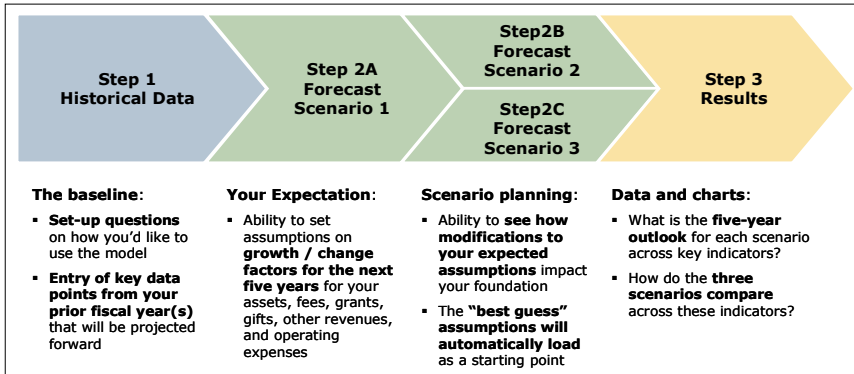 Step 1
Historical Data
Step 2A
Forecast
Scenario 1
Step2B
Forecast
Scenario 2
Step2C
Forecast
Scenario 3
Step 3
Results
The baseline:
▪ Set-up questions
on how you’d like to
use the model
▪ Entry of key data
points from your
prior fiscal year(s)
that will be projected
forward
Your Expectation:
▪ Ability to set
assumptions on
growth / change
factors for the next
five years for your
assets, fees, grants,
gifts, other revenues,
and operating
expenses
Scenario planning:
▪ Ability to see how
modifications to
your expected
assumptions impact
your foundation
▪ The “best guess”
assumptions will
automatically load
as a starting point
Data and charts:
▪ What is the five-year
outlook for each scenario
across key indicators?
▪ How do the three
scenarios compare
across these indicators?